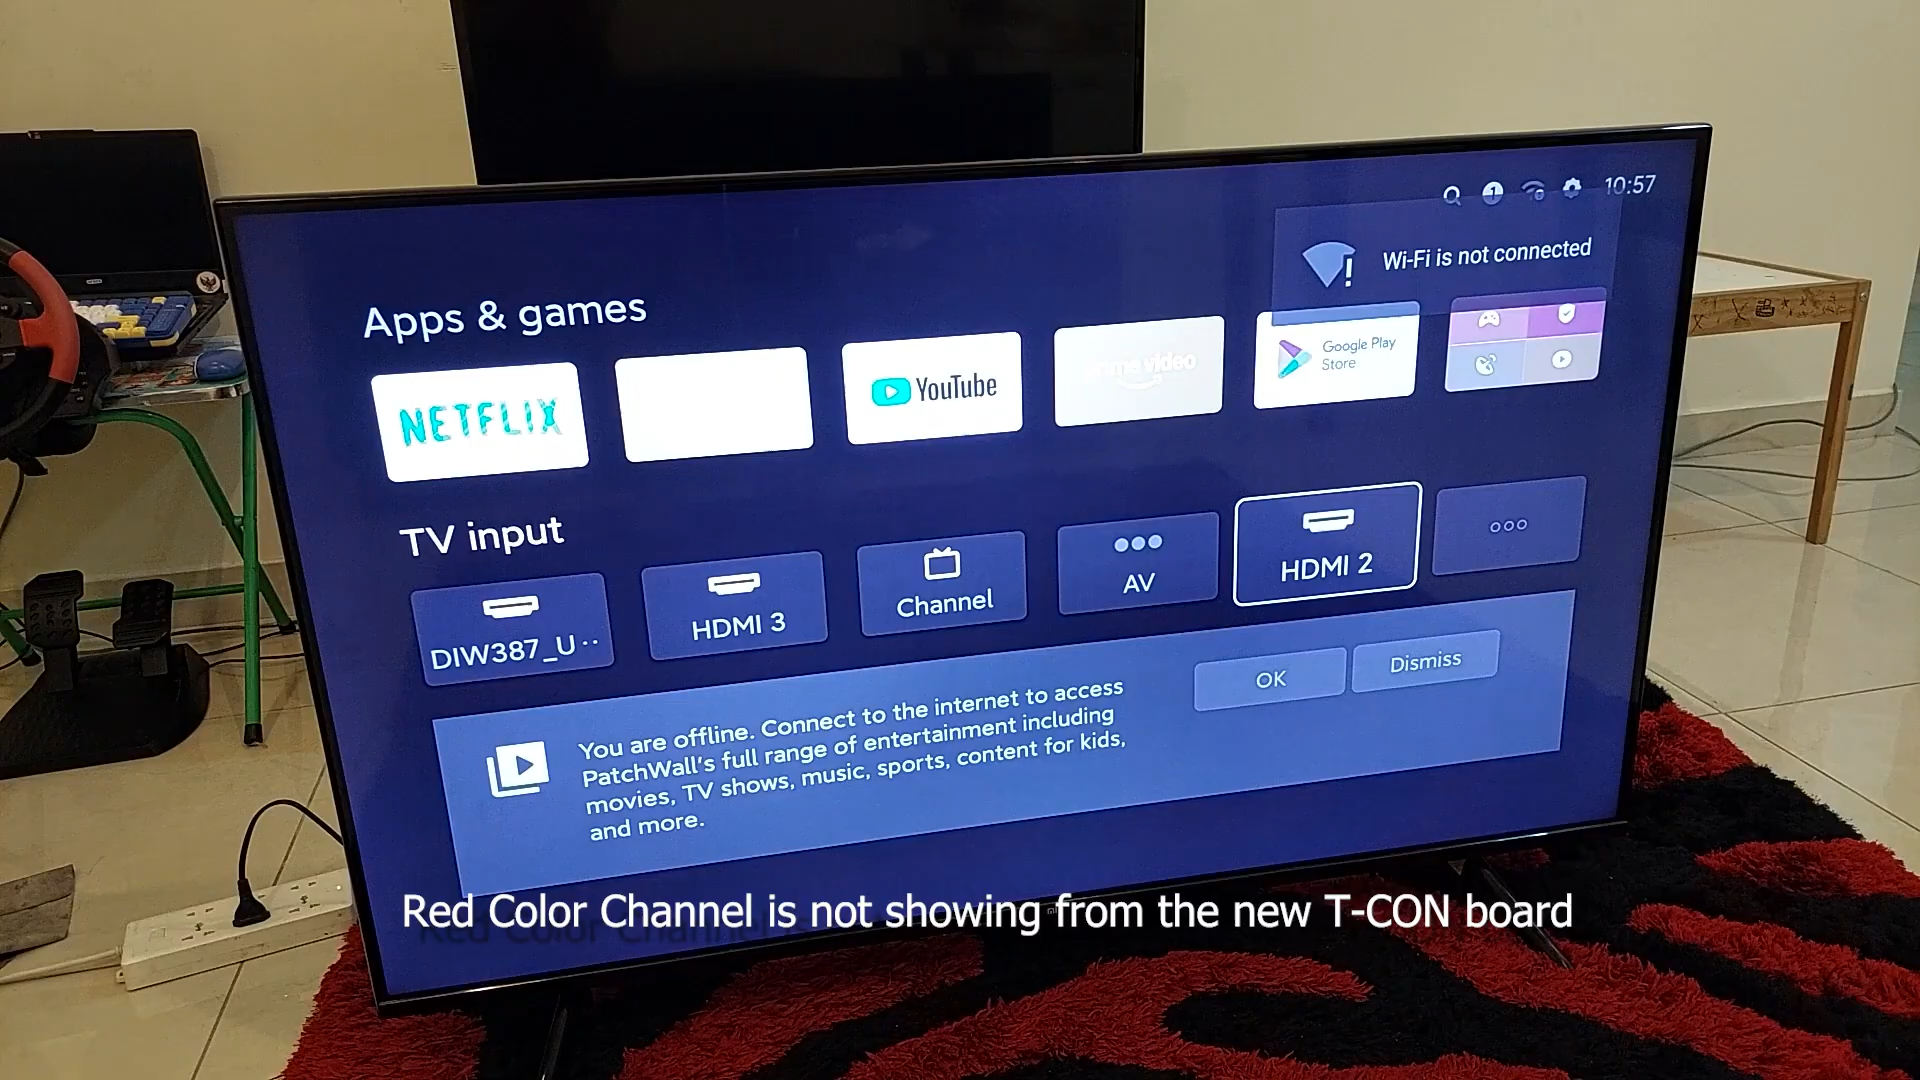 10:57
Wi-Fi is not connected
Apps & games
NETFLIX
YouTube
prime video
Google Play
Store
TV input
DIW387_U··
HDMI 3
Channel
AV
HDMI 2
You are offline. Connect to the internet to access
PatchWall's full range of entertainment including
movies, TV shows, music, sports, content for kids,
and more.
OK
Dismiss
Red Color Channel is not showing from the new T-CON board